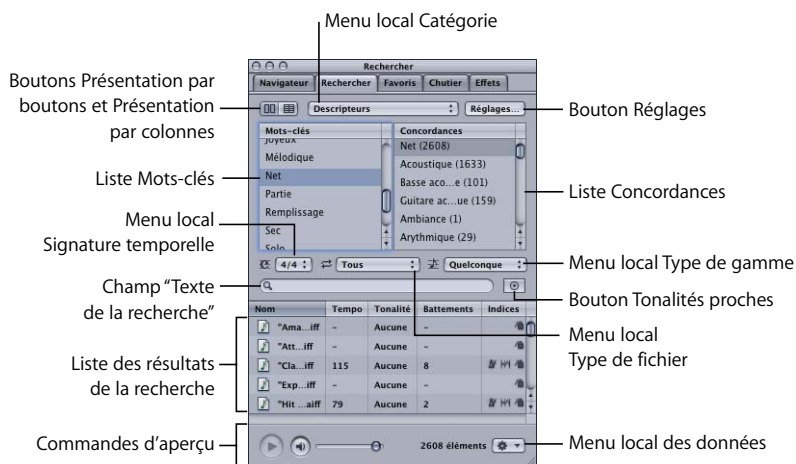 Menu local Catégorie
Rechercher
Navigateur Rechercher Favoris Chutier Effets
Boutons Présentation par
boutons et Présentation
par colonnes
Descripteurs
Réglages...
Bouton Réglages
Mots-clés
Concordances
Joyeux
Mélodique
Net
Partie
Remplissage
Sec
Solo
Net (2608)
Acoustique (1633)
Basse aco...e (101)
Guitare ac...ue (159)
Ambiance (1)
Arythmique (29)
Liste Mots-clés
Liste Concordances
Menu local
Signature temporelle
4/4
Tous
Quelconque
Menu local Type de gamme
Champ “Texte
de la recherche”
Bouton Tonalités proches
Menu local
Type de fichier
Nom Tempo Tonalité Battements Indices
"Ama...iff – Aucune –
"Att...iff – Aucune –
"Cla...iff 115 Aucune 8
"Exp...iff – Aucune –
"Hit ...aiff 79 Aucune 2
Liste des résultats
de la recherche
Commandes d’aperçu
2608 éléments
Menu local des données